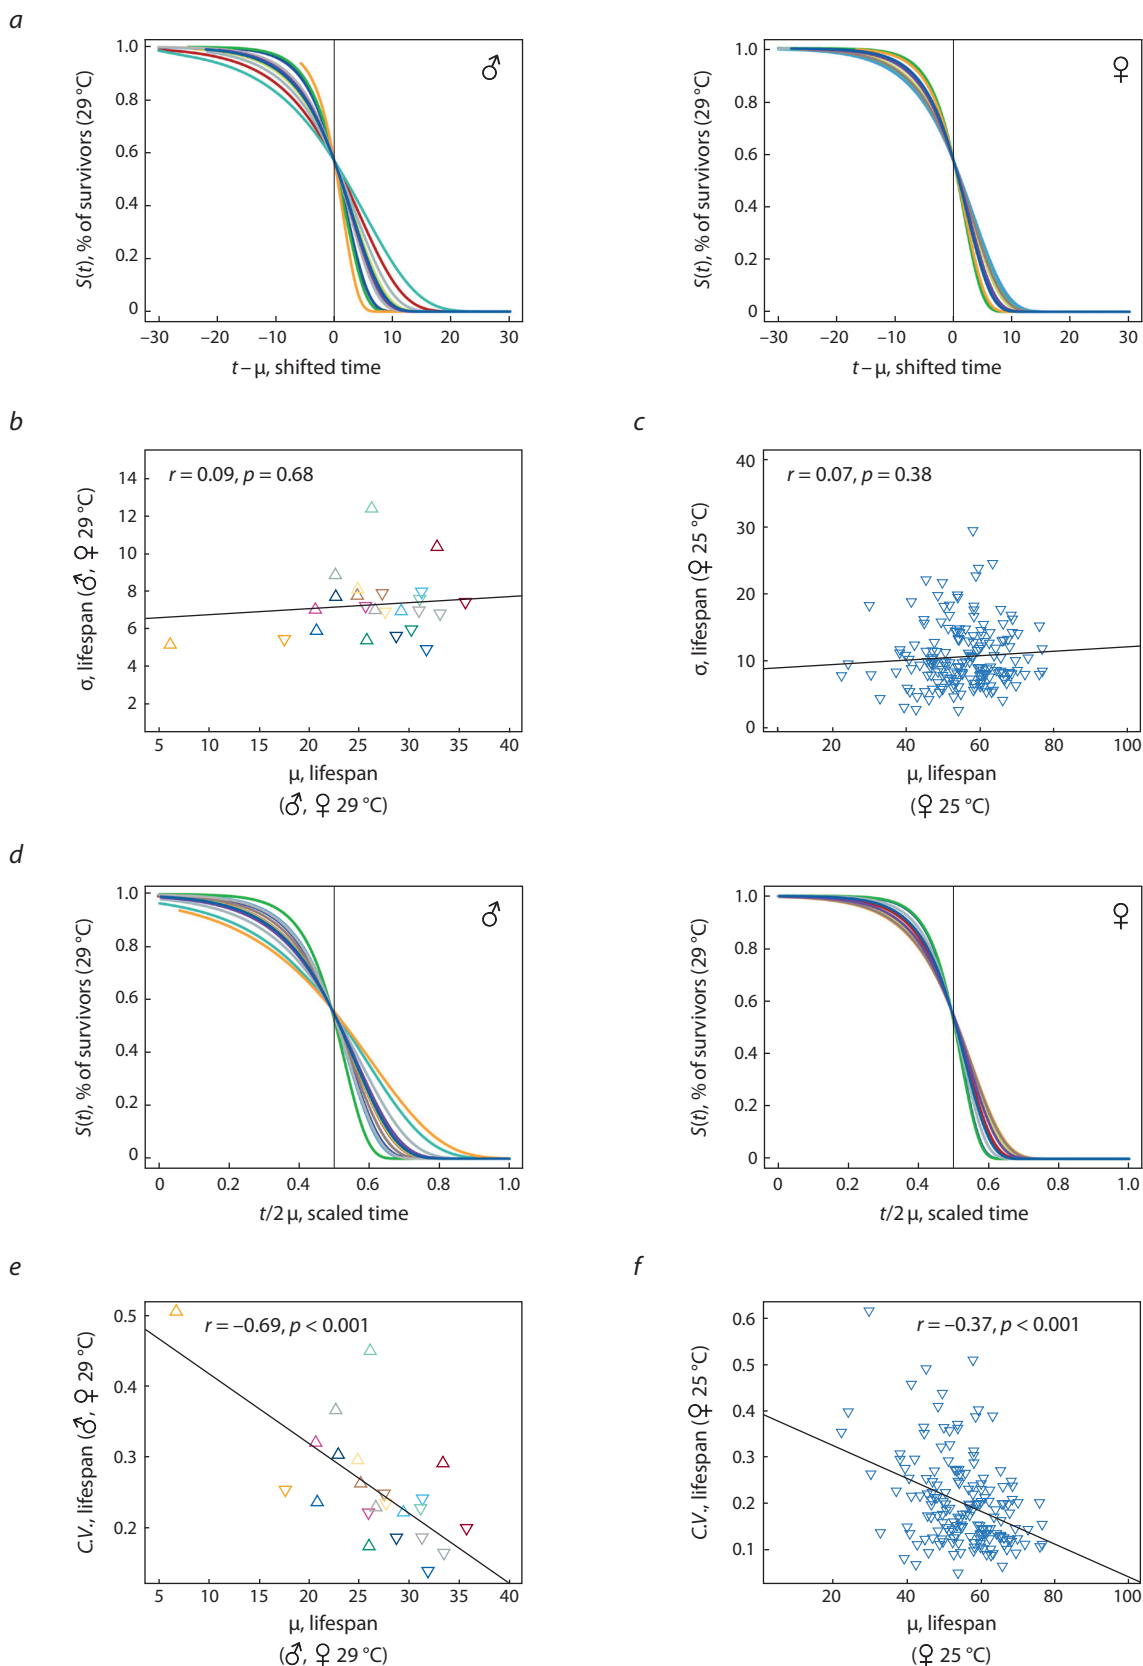 a
1.0
0.8
0.6
0.4
0.2
0
S(t), % of survivors (29 °C)
♂
–30 –20 –10 0 10 20 30
t – μ, shifted time
1.0
0.8
0.6
0.4
0.2
0
S(t), % of survivors (29 °C)
♀
–30 –20 –10 0 10 20 30
t – μ, shifted time
b
r = 0.09, p = 0.68
14
12
10
8
6
4
2
σ, lifespan (♂, ♀ 29 °C)
5 10 15 20 25 30 35 40
μ, lifespan
(♂, ♀ 29 °C)
c
r = 0.07, p = 0.38
40
30
20
10
0
σ, lifespan (♀ 25 °C)
20 40 60 80 100
μ, lifespan
(♀ 25 °C)
d
1.0
0.8
0.6
0.4
0.2
0
S(t), % of survivors (29 °C)
♂
0 0.2 0.4 0.6 0.8 1.0
t/2 μ, scaled time
1.0
0.8
0.6
0.4
0.2
0
S(t), % of survivors (29 °C)
♀
0 0.2 0.4 0.6 0.8 1.0
t/2 μ, scaled time
e
r = –0.69, p < 0.001
0.5
0.4
0.3
0.2
C.V., lifespan (♂, ♀ 29 °C)
5 10 15 20 25 30 35 40
μ, lifespan
(♂, ♀ 29 °C)
f
r = –0.37, p < 0.001
0.6
0.5
0.4
0.3
0.2
0.1
C.V., lifespan (♀ 25 °C)
20 40 60 80 100
μ, lifespan
(♀ 25 °C)